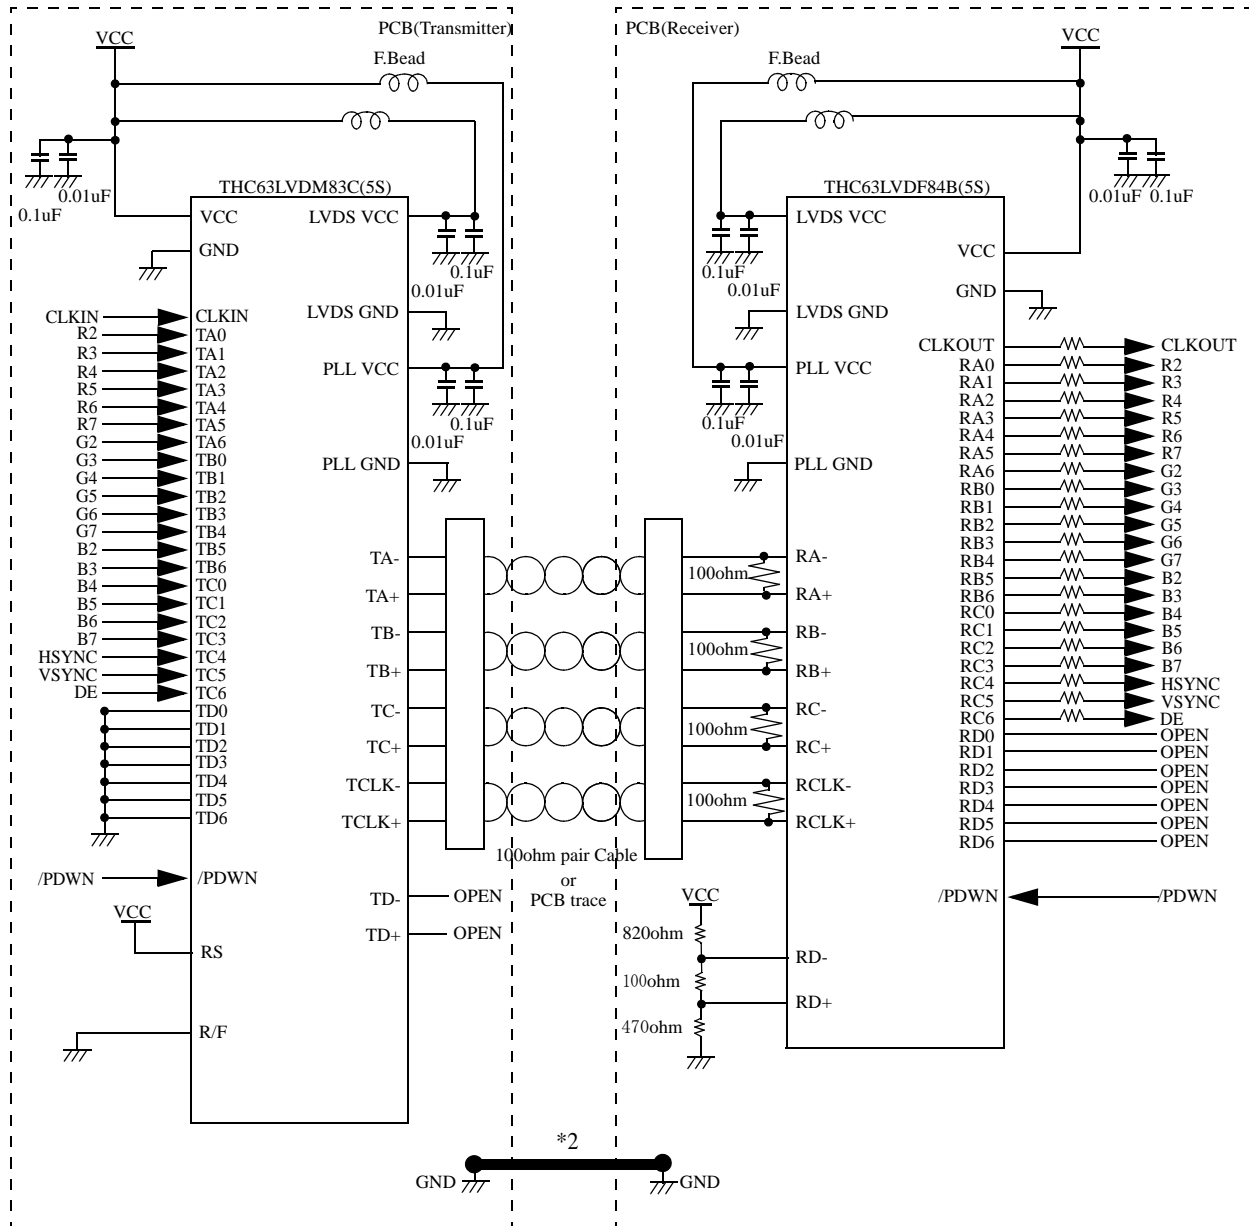 PCB(Transmitter)
VCC
F.Bead
0.01uF
0.1uF
THC63LVDM83C(5S)
VCC
GND
CLKIN
R2
R3
R4
R5
R6
R7
G2
G3
G4
G5
G6
G7
B2
B3
B4
B5
B6
B7
HSYNC
VSYNC
DE
CLKIN
TA0
TA1
TA2
TA3
TA4
TA5
TA6
TB0
TB1
TB2
TB3
TB4
TB5
TB6
TC0
TC1
TC2
TC3
TC4
TC5
TC6
TD0
TD1
TD2
TD3
TD4
TD5
TD6
/PDWN
/PDWN
VCC
RS
R/F
LVDS VCC
0.1uF
0.01uF
LVDS GND
PLL VCC
0.1uF
0.01uF
PLL GND
TA-
TA+
TB-
TB+
TC-
TC+
TCLK-
TCLK+
TD-
OPEN
TD+
OPEN
100ohm pair Cable
or
PCB trace
PCB(Receiver)
VCC
F.Bead
0.01uF
0.1uF
THC63LVDF84B(5S)
LVDS VCC
0.1uF
0.01uF
LVDS GND
PLL VCC
0.1uF
0.01uF
PLL GND
RA-
100ohm
RA+
RB-
100ohm
RB+
RC-
100ohm
RC+
RCLK-
100ohm
RCLK+
VCC
820ohm
RD-
100ohm
RD+
470ohm
VCC
GND
CLKOUT
RA0
RA1
RA2
RA3
RA4
RA5
RA6
RB0
RB1
RB2
RB3
RB4
RB5
RB6
RC0
RC1
RC2
RC3
RC4
RC5
RC6
RD0
RD1
RD2
RD3
RD4
RD5
RD6
CLKOUT
R2
R3
R4
R5
R6
R7
G2
G3
G4
G5
G6
G7
B2
B3
B4
B5
B6
B7
HSYNC
VSYNC
DE
OPEN
OPEN
OPEN
OPEN
OPEN
OPEN
OPEN
/PDWN
/PDWN
*2
GND
GND